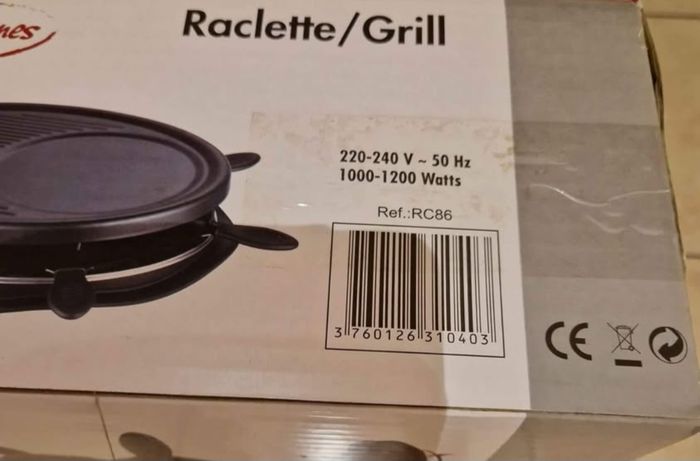 Raclette/Grill
220-240 V ~ 50 Hz
1000-1200 Watts
Ref.:RC86
3 760126 310403
CE